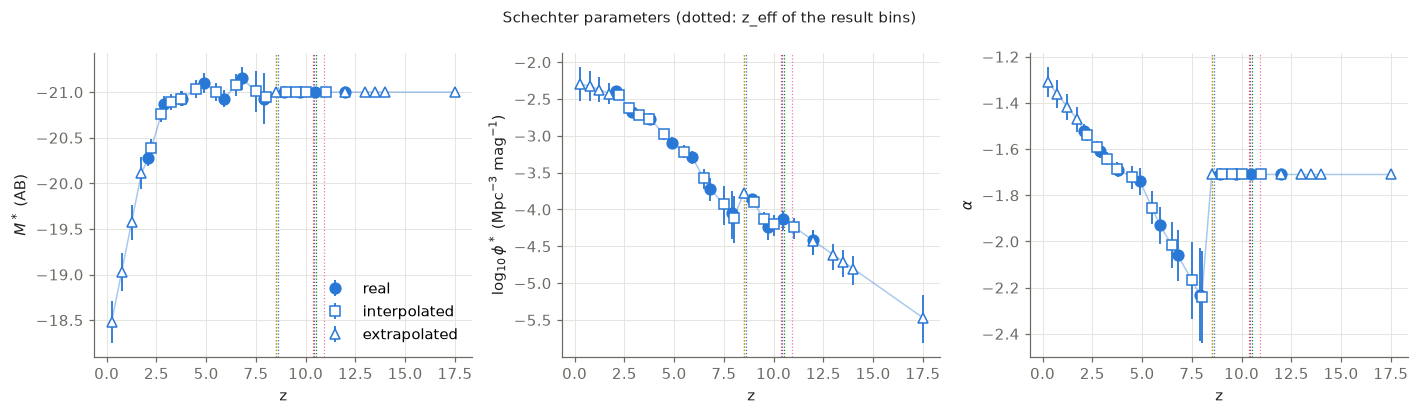 Schechter parameters (dotted: z_eff of the result bins)
M* (AB)
−21.0
−20.5
−20.0
−19.5
−19.0
−18.5
0.0 2.5 5.0 7.5 10.0 12.5 15.0 17.5
z
real
interpolated
extrapolated
log₁₀ ϕ* (Mpc⁻³ mag⁻¹)
−2.0
−2.5
−3.0
−3.5
−4.0
−4.5
−5.0
−5.5
0.0 2.5 5.0 7.5 10.0 12.5 15.0 17.5
z
α
−1.2
−1.4
−1.6
−1.8
−2.0
−2.2
−2.4
0.0 2.5 5.0 7.5 10.0 12.5 15.0 17.5
z